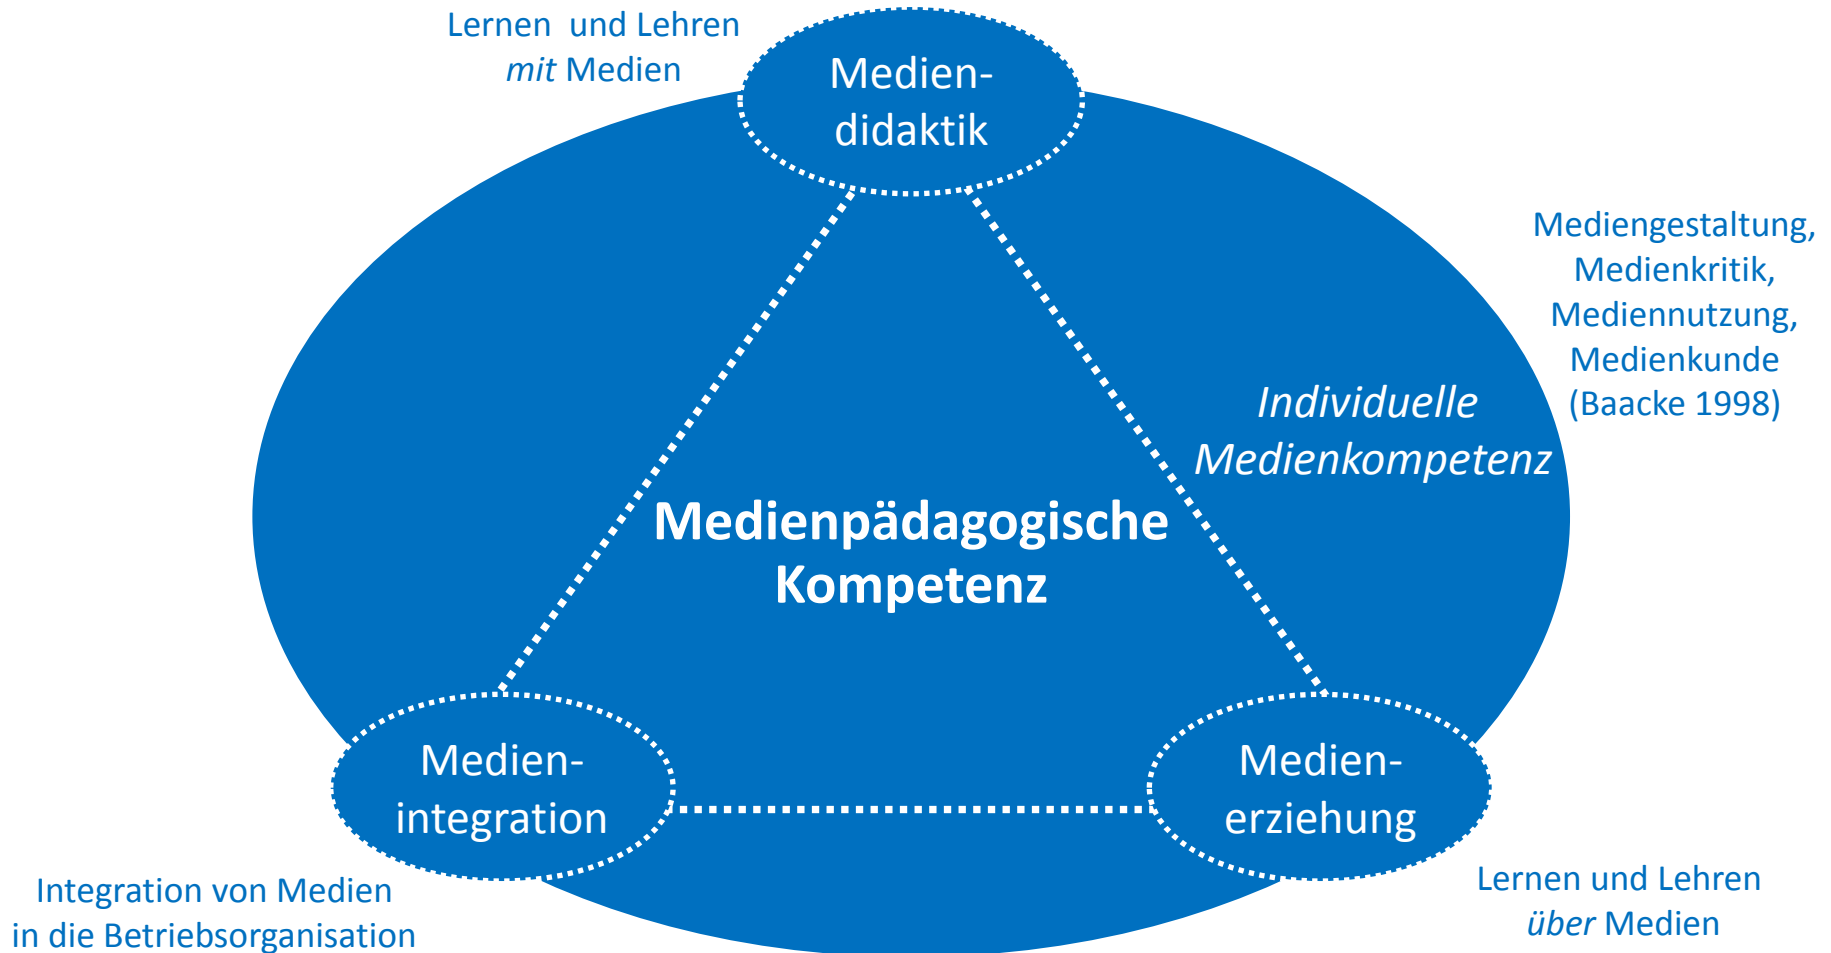 Lernen und Lehren
mit Medien
Medien-
didaktik
Mediengestaltung,
Medienkritik,
Mediennutzung,
Medienkunde
(Baacke 1998)
Individuelle
Medienkompetenz
Medienpädagogische
Kompetenz
Medien-
integration
Medien-
erziehung
Integration von Medien
in die Betriebsorganisation
Lernen und Lehren
über Medien